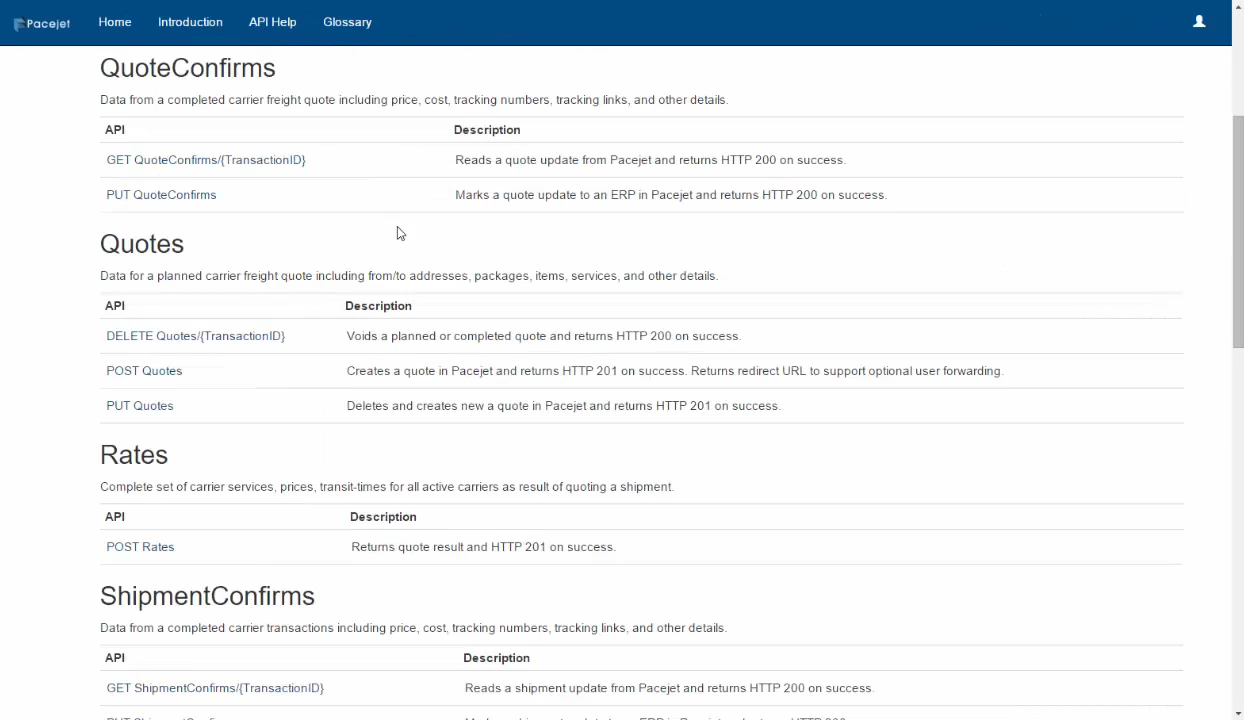 Pacejet Home Introduction API Help Glossary
QuoteConfirms
Data from a completed carrier freight quote including price, cost, tracking numbers, tracking links, and other details.
API Description
GET QuoteConfirms/{TransactionID} Reads a quote update from Pacejet and returns HTTP 200 on success.
PUT QuoteConfirms Marks a quote update to an ERP in Pacejet and returns HTTP 200 on success.
Quotes
Data for a planned carrier freight quote including from/to addresses, packages, items, services, and other details.
API Description
DELETE Quotes/{TransactionID} Voids a planned or completed quote and returns HTTP 200 on success.
POST Quotes Creates a quote in Pacejet and returns HTTP 201 on success. Returns redirect URL to support optional user forwarding.
PUT Quotes Deletes and creates new a quote in Pacejet and returns HTTP 201 on success.
Rates
Complete set of carrier services, prices, transit-times for all active carriers as result of quoting a shipment.
API Description
POST Rates Returns quote result and HTTP 201 on success.
ShipmentConfirms
Data from a completed carrier transactions including price, cost, tracking numbers, tracking links, and other details.
API Description
GET ShipmentConfirms/{TransactionID} Reads a shipment update from Pacejet and returns HTTP 200 on success.